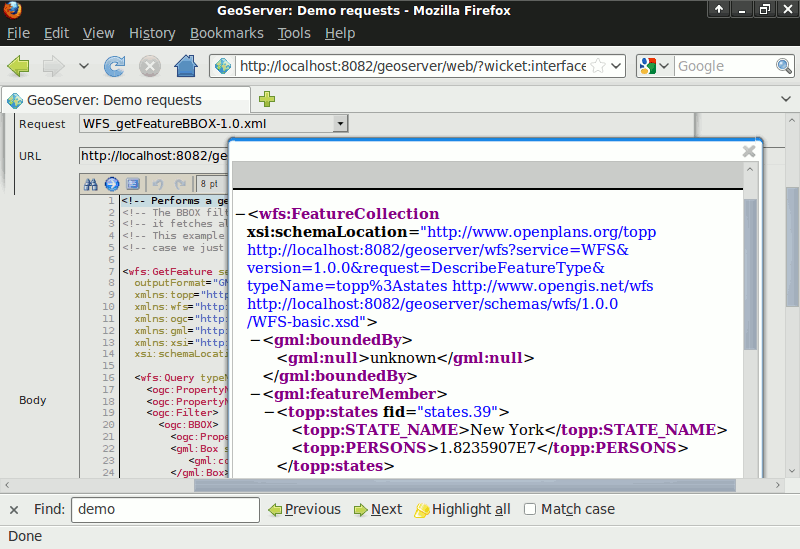 GeoServer: Demo requests - Mozilla Firefox
File Edit View History Bookmarks Tools Help
http://localhost:8082/geoserver/web/?wicket:interface
Google
GeoServer: Demo requests
Request WFS_getFeatureBBOX-1.0.xml
URL http://localhost:8082/ge
8 pt
Body
1 <!-- Performs a ge
2 <!-- The BBOX filt
3 <!-- it fetches al
4 <!-- This example
5 <!-- case we just
6
7 <wfs:GetFeature se
8 outputFormat="GM
9 xmlns:topp="http
10 xmlns:wfs="http:
11 xmlns:ogc="http:
12 xmlns:gml="http:
13 xmlns:xsi="http:
14 xsi:schemaLocati
15
16 <wfs:Query typeN
17 <ogc:PropertyN
18 <ogc:PropertyN
19 <ogc:Filter>
20 <ogc:BBOX>
21 <ogc:Prope
22 <gml:Box s
23 <gml:co
24 </gml:Box>
−<wfs:FeatureCollection
xsi:schemaLocation="http://www.openplans.org/topp
http://localhost:8082/geoserver/wfs?service=WFS&
version=1.0.0&request=DescribeFeatureType&
typeName=topp%3Astates http://www.opengis.net/wfs
http://localhost:8082/geoserver/schemas/wfs/1.0.0
/WFS-basic.xsd">
−<gml:boundedBy>
<gml:null>unknown</gml:null>
</gml:boundedBy>
−<gml:featureMember>
−<topp:states fid="states.39">
<topp:STATE_NAME>New York</topp:STATE_NAME>
<topp:PERSONS>1.8235907E7</topp:PERSONS>
</topp:states>
Find: demo Previous Next Highlight all Match case
Done